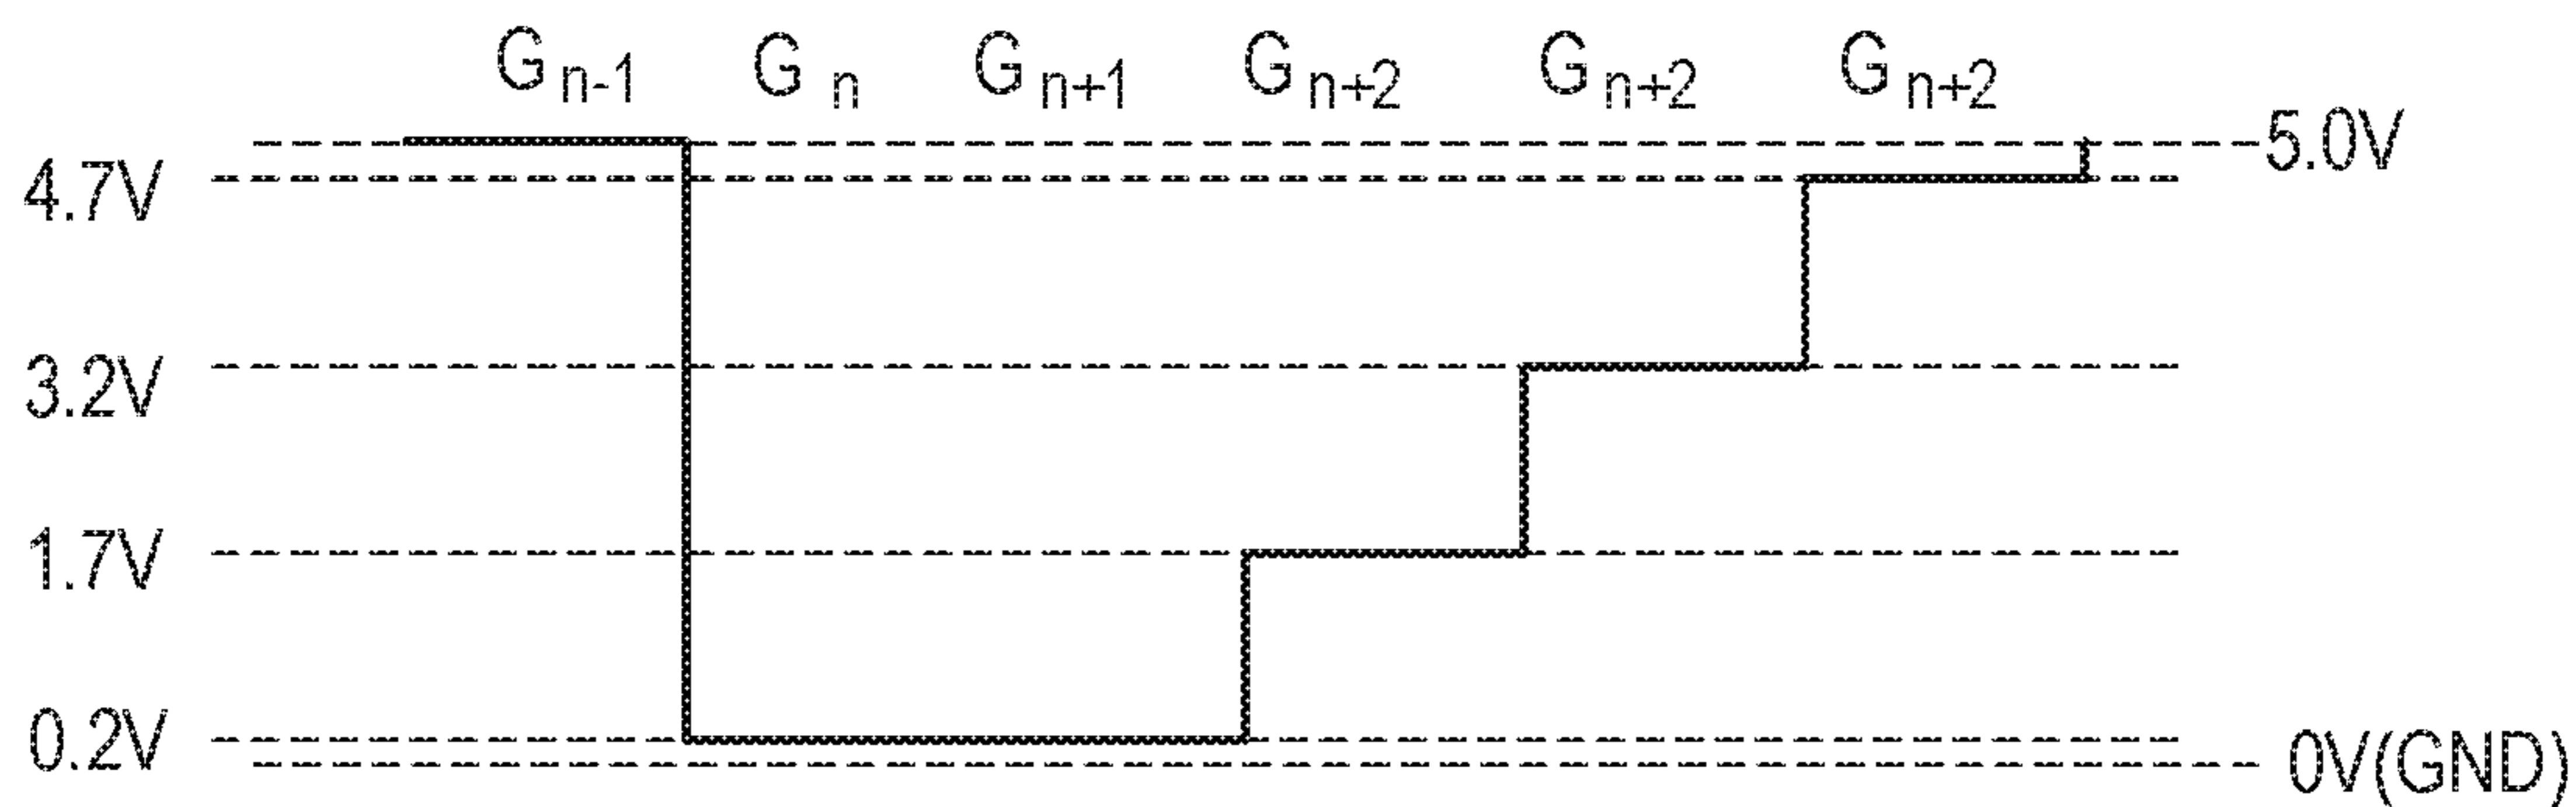 G n-1 G n G n+1 G n+2 G n+2 G n+2
5.0V
4.7V
3.2V
1.7V
0.2V
0V(GND)